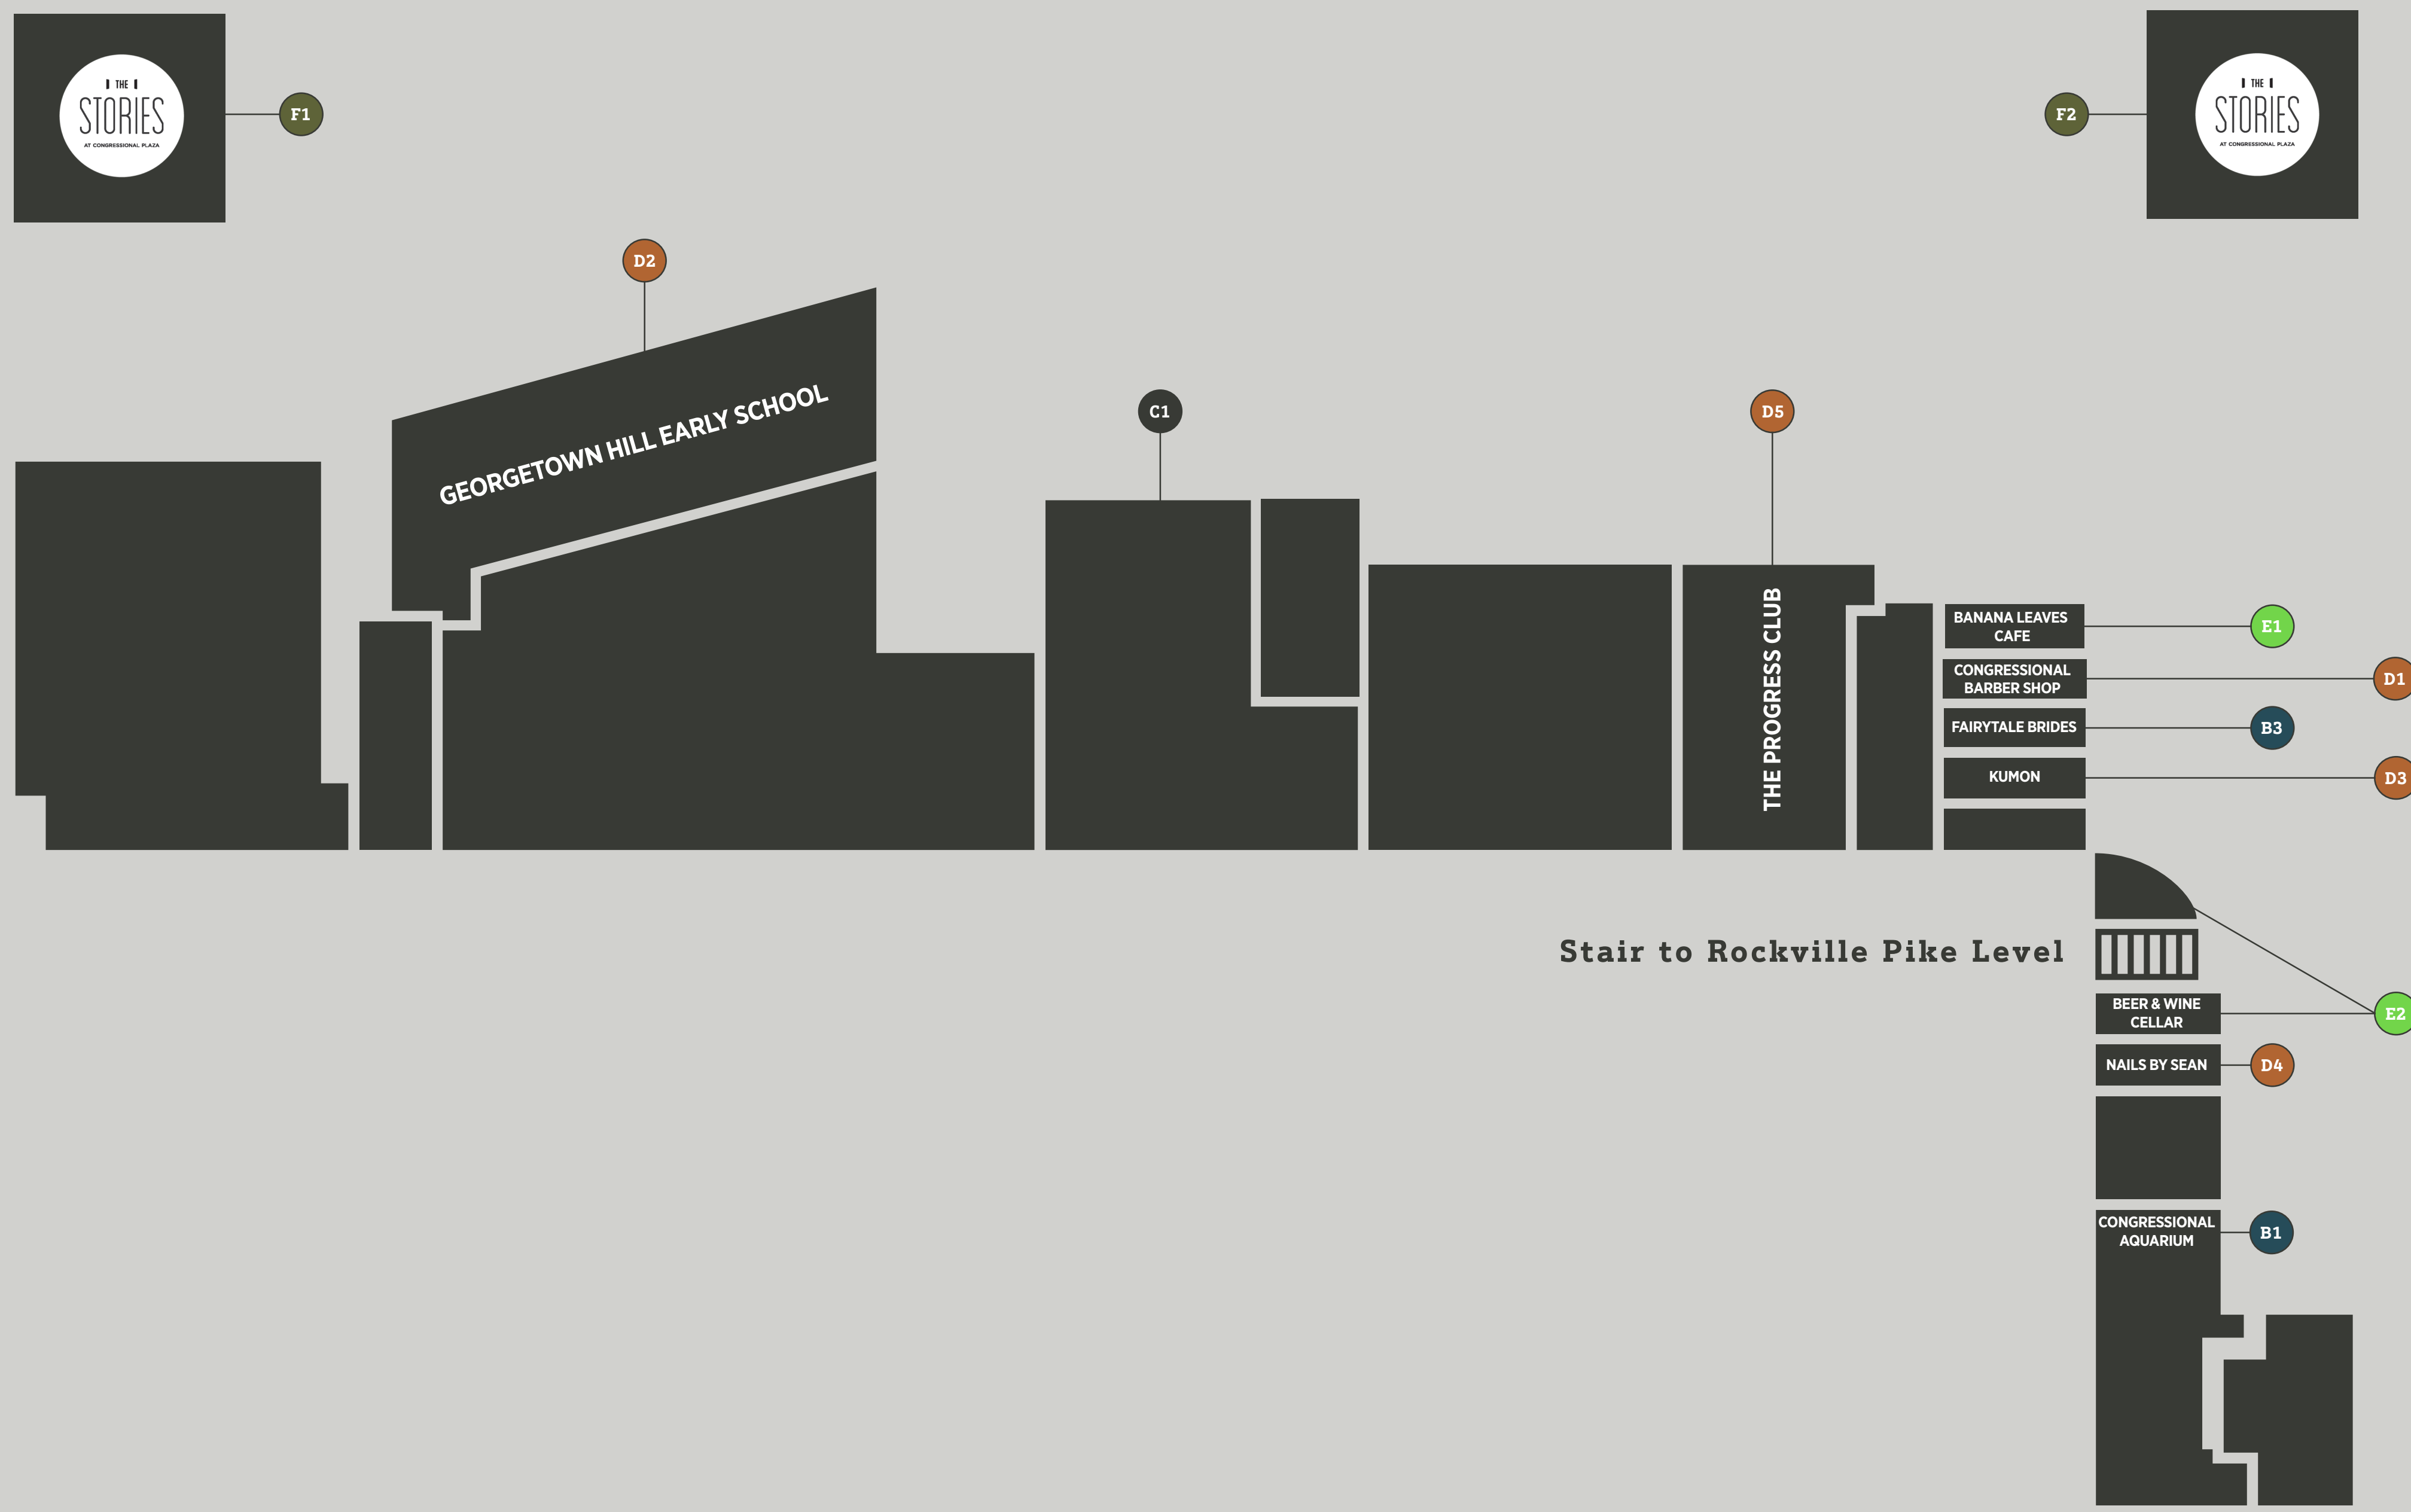 THE
STORIES
AT CONGRESSIONAL PLAZA
F1
F2
THE
STORIES
AT CONGRESSIONAL PLAZA
D2
GEORGETOWN HILL EARLY SCHOOL
C1
D5
THE PROGRESS CLUB
BANANA LEAVES
CAFE
E1
CONGRESSIONAL
BARBER SHOP
D1
FAIRYTALE BRIDES
B3
KUMON
D3
Stair to Rockville Pike Level
BEER & WINE
CELLAR
E2
NAILS BY SEAN
D4
CONGRESSIONAL
AQUARIUM
B1